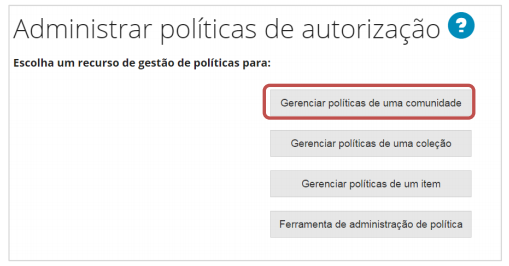 Administrar políticas de autorização ?
Escolha um recurso de gestão de políticas para:
Gerenciar políticas de uma comunidade
Gerenciar políticas de uma coleção
Gerenciar políticas de um item
Ferramenta de administração de política